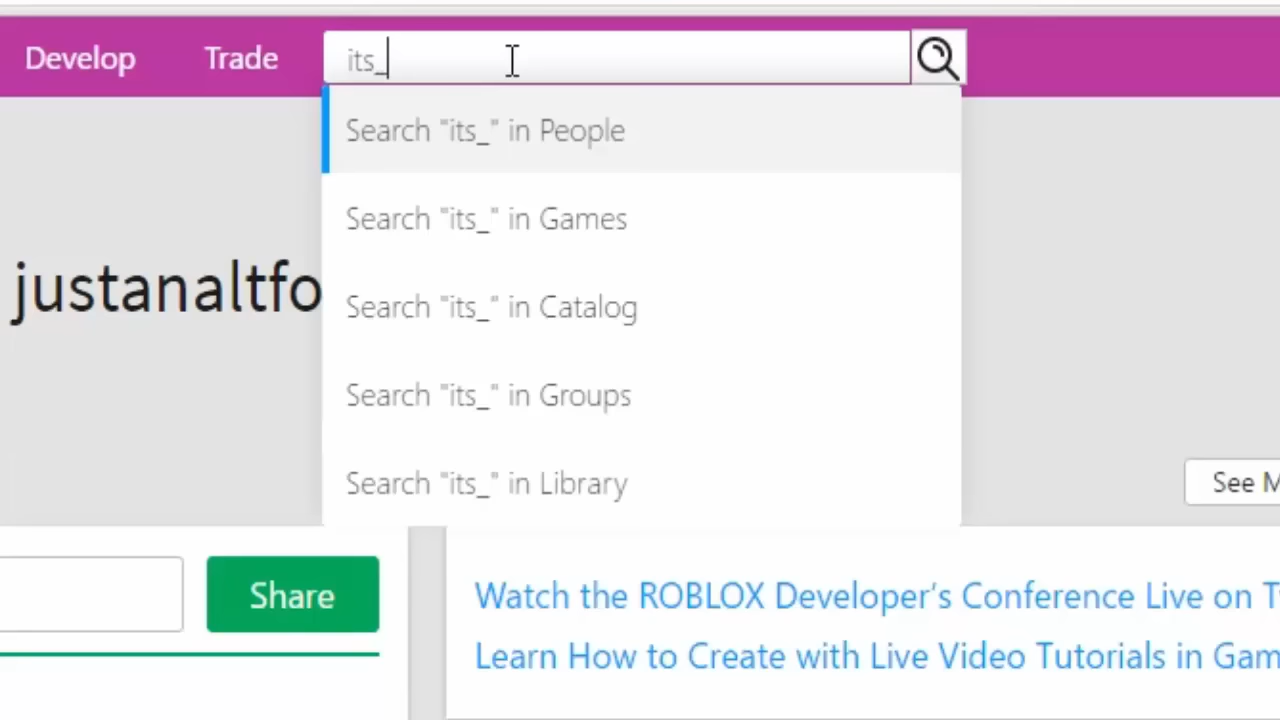 Develop Trade its_
Search "its_" in People
Search "its_" in Games
justanaltfo
Search "its_" in Catalog
Search "its_" in Groups
Search "its_" in Library
See M
Share
Watch the ROBLOX Developer's Conference Live on T
Learn How to Create with Live Video Tutorials in Gam